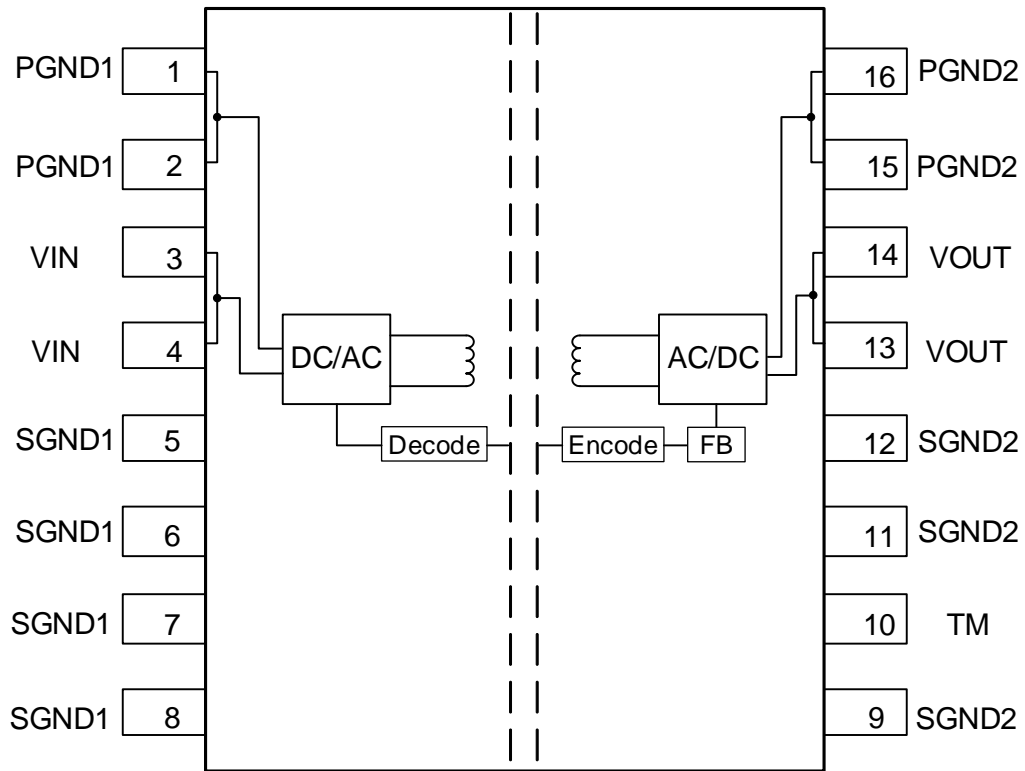 PGND1 1
PGND1 2
VIN 3
VIN 4
SGND1 5
SGND1 6
SGND1 7
SGND1 8
DC/AC
Decode
AC/DC
Encode
FB
16 PGND2
15 PGND2
14 VOUT
13 VOUT
12 SGND2
11 SGND2
10 TM
9 SGND2